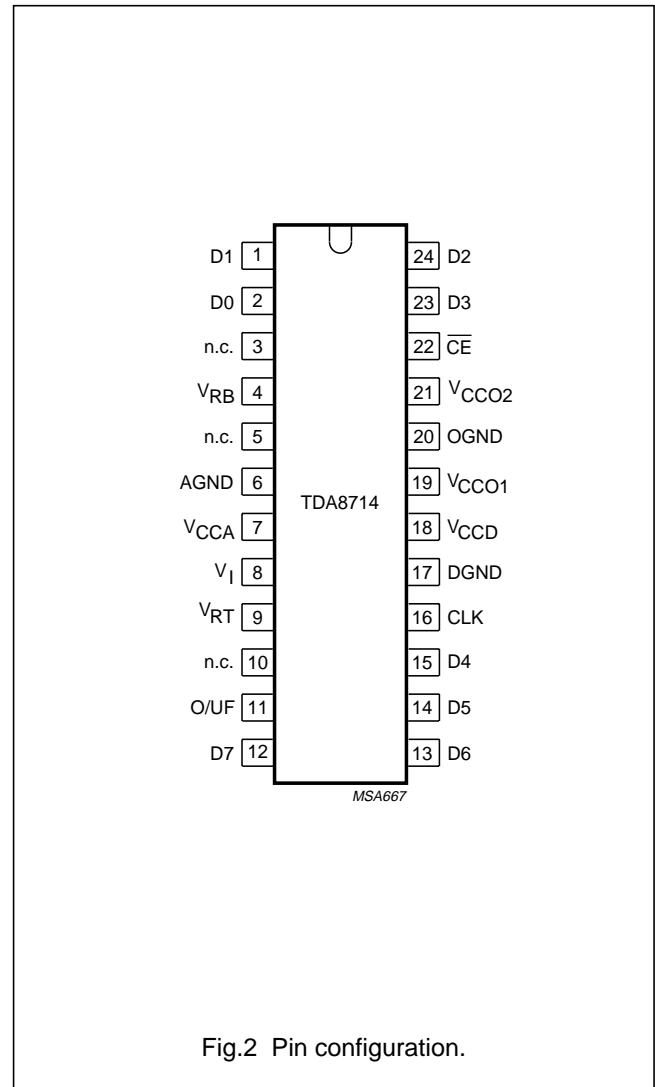 D1 1 24 D2
D0 2 23 D3
n.c. 3 22 C̅E̅
VRB 4 21 VCCO2
n.c. 5 20 OGND
AGND 6 19 VCCO1
TDA8714
VCCA 7 18 VCCD
VI 8 17 DGND
VRT 9 16 CLK
n.c. 10 15 D4
O/UF 11 14 D5
D7 12 13 D6
MSA667
Fig.2 Pin configuration.